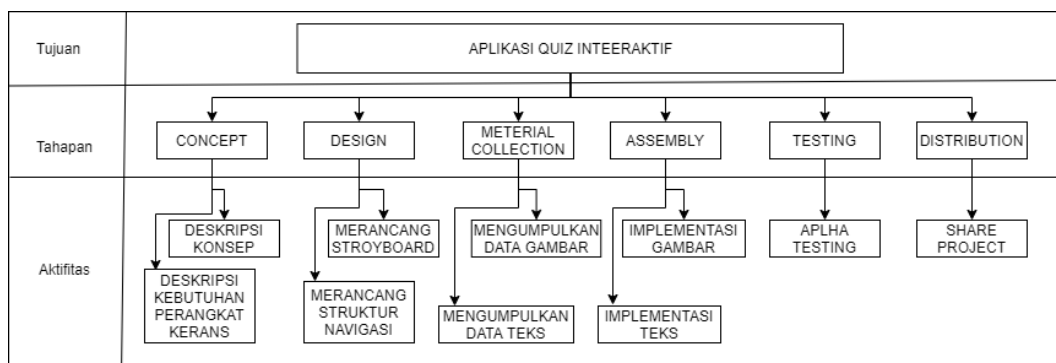 Tujuan
APLIKASI QUIZ INTEERAKTIF
Tahapan
CONCEPT
DESIGN
METERIAL
COLLECTION
ASSEMBLY
TESTING
DISTRIBUTION
Aktifitas
DESKRIPSI
KONSEP
DESKRIPSI
KEBUTUHAN
PERANGKAT
KERANS
MERANCANG
STROYBOARD
MERANCANG
STRUKTUR
NAVIGASI
MENGUMPULKAN
DATA GAMBAR
MENGUMPULKAN
DATA TEKS
IMPLEMENTASI
GAMBAR
IMPLEMENTASI
TEKS
APLHA
TESTING
SHARE
PROJECT